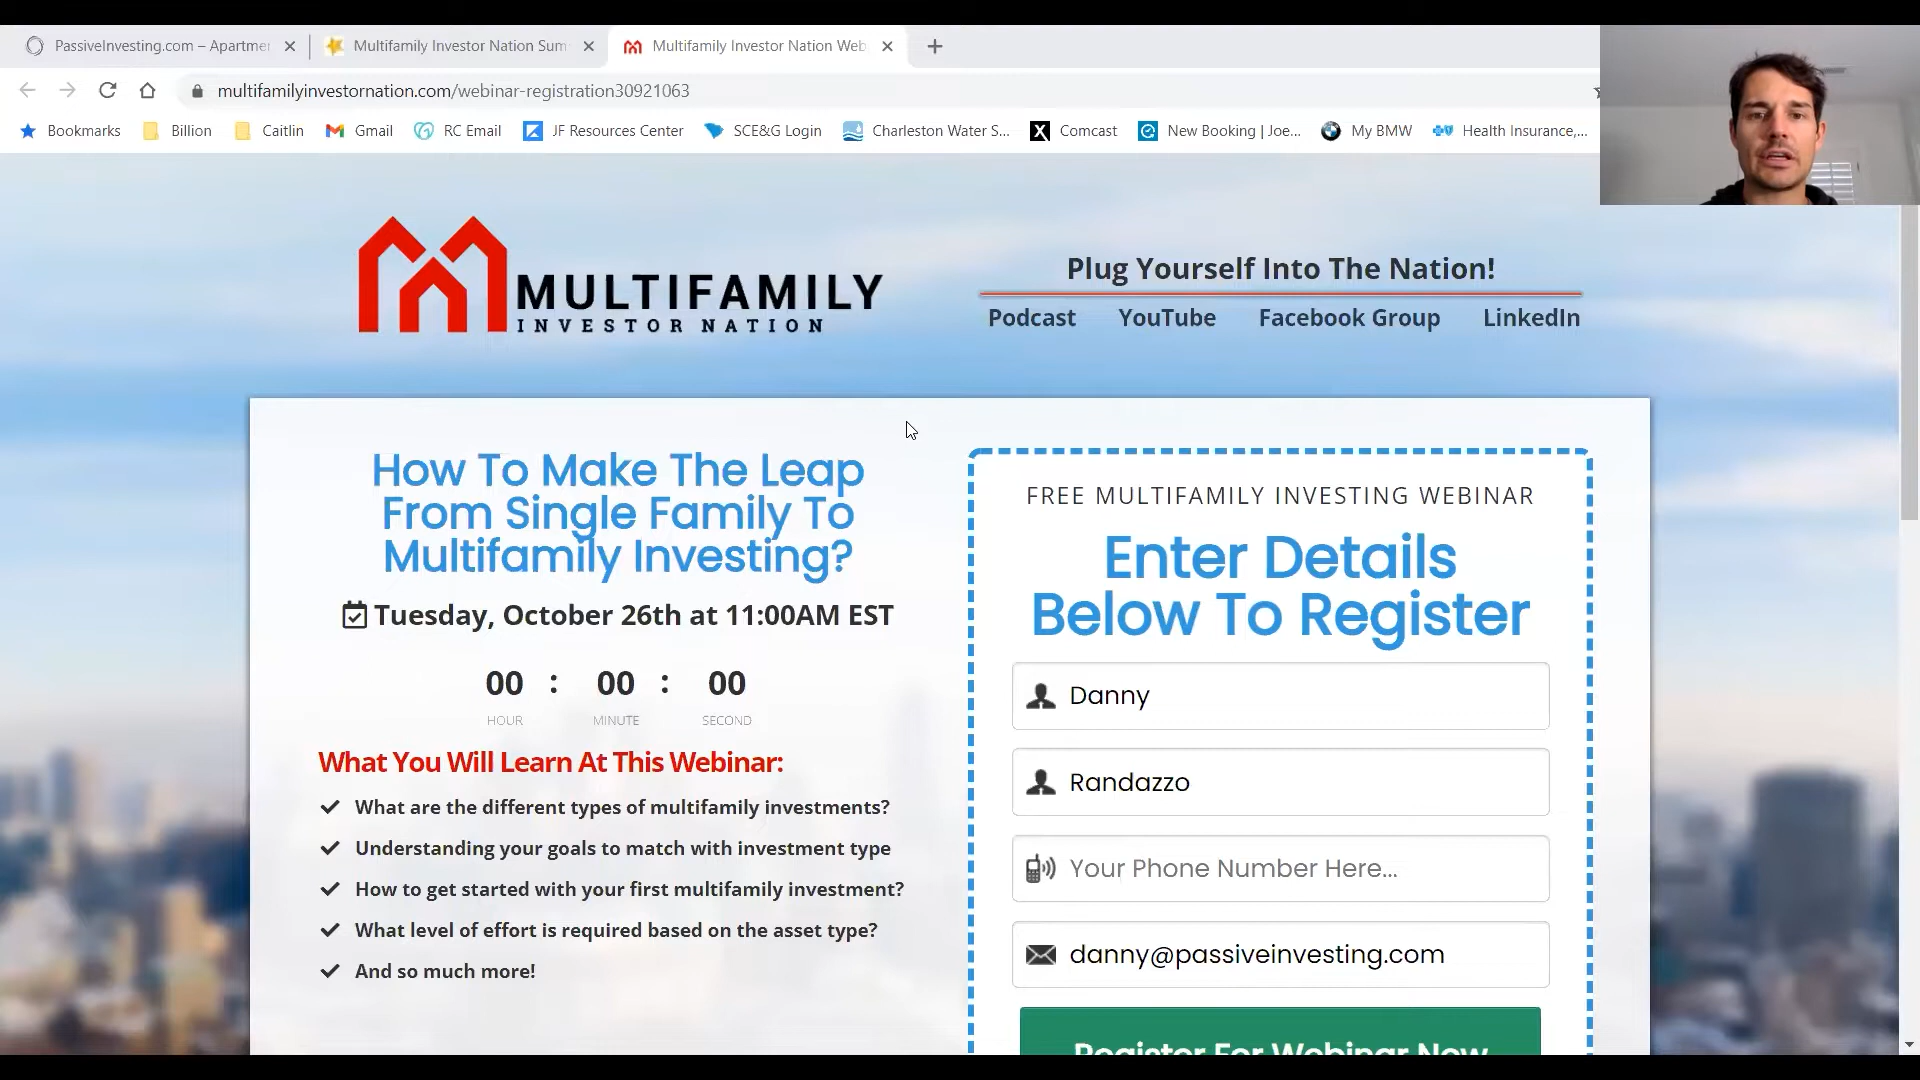 PassiveInvesting.com – Apartmen
Multifamily Investor Nation Sum
Multifamily Investor Nation Web
multifamilyinvestornation.com/webinar-registration30921063
Bookmarks
Billion
Caitlin
Gmail
RC Email
JF Resources Center
SCE&G Login
Charleston Water S...
Comcast
New Booking | Joe...
My BMW
Health Insurance,...
MULTIFAMILY
INVESTOR NATION
Plug Yourself Into The Nation!
Podcast YouTube Facebook Group LinkedIn
How To Make The Leap
From Single Family To
Multifamily Investing?
Tuesday, October 26th at 11:00AM EST
00 : 00 : 00
HOUR MINUTE SECOND
What You Will Learn At This Webinar:
What are the different types of multifamily investments?
Understanding your goals to match with investment type
How to get started with your first multifamily investment?
What level of effort is required based on the asset type?
And so much more!
FREE MULTIFAMILY INVESTING WEBINAR
Enter Details
Below To Register
Danny
Randazzo
Your Phone Number Here...
danny@passiveinvesting.com
Register For Webinar Now